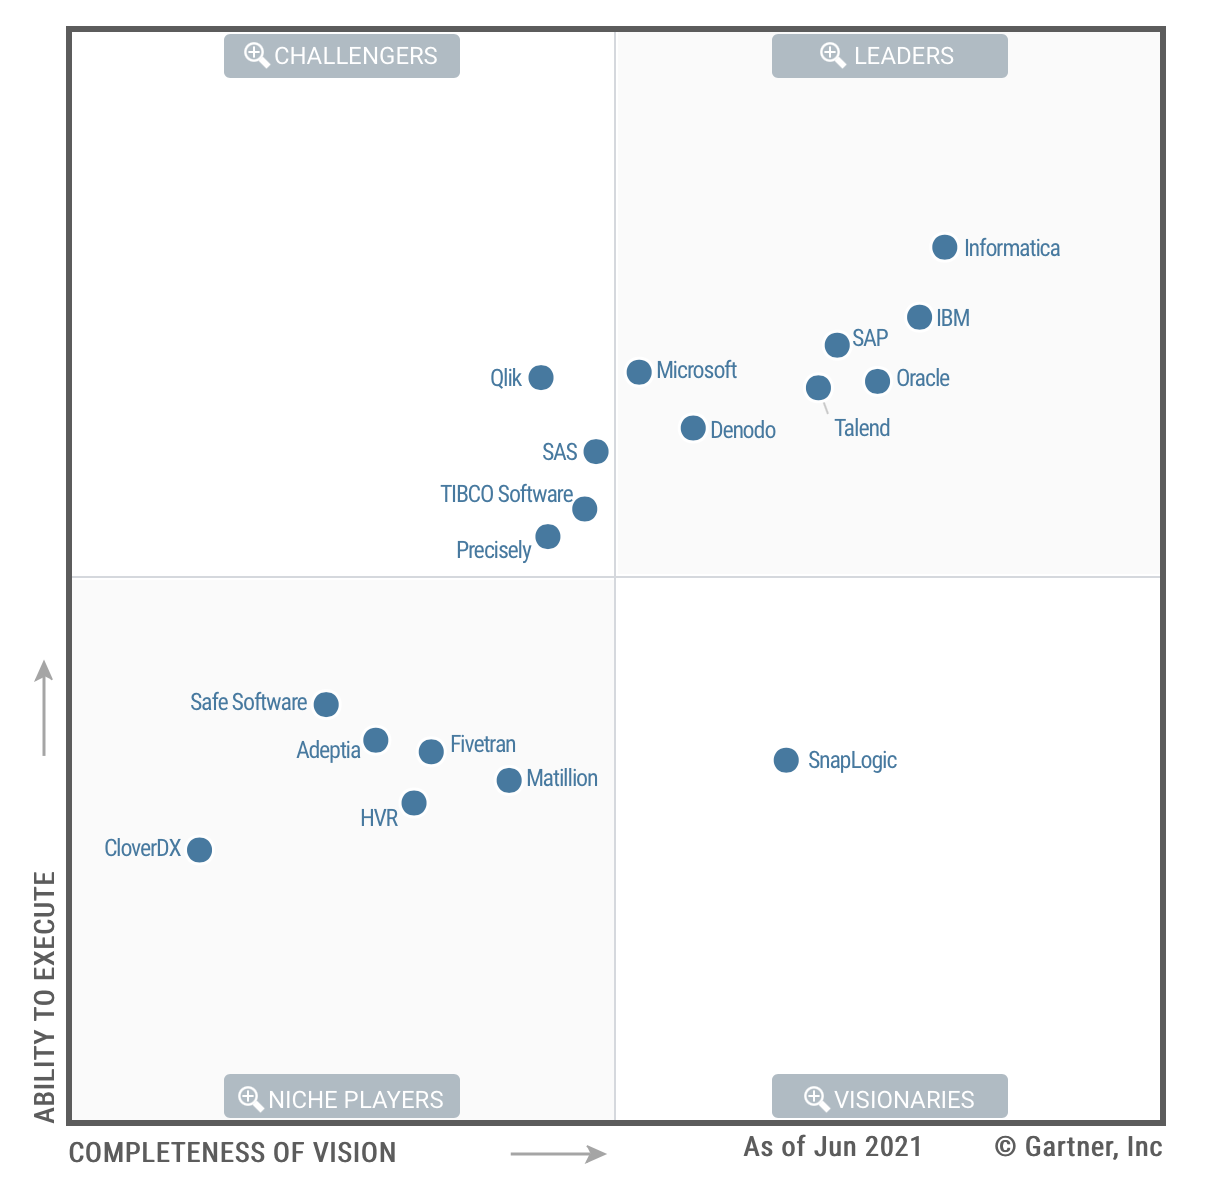 CHALLENGERS
LEADERS
Informatica
IBM
SAP
Microsoft
Qlik
Oracle
Talend
Denodo
SAS
TIBCO Software
Precisely
Safe Software
Fivetran
Adeptia
SnapLogic
Matillion
HVR
CloverDX
ABILITY TO EXECUTE
NICHE PLAYERS
VISIONARIES
COMPLETENESS OF VISION
As of Jun 2021
© Gartner, Inc